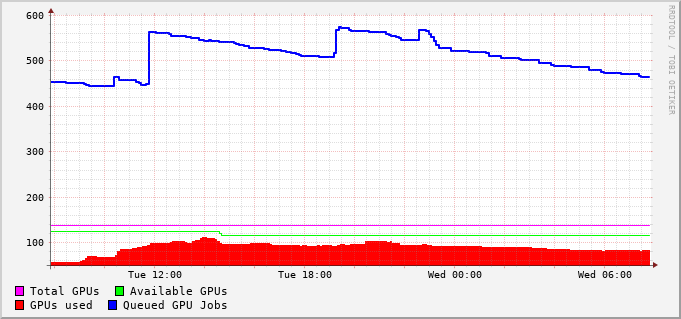 600
500
400
300
200
100
Tue 12:00 Tue 18:00 Wed 00:00 Wed 06:00
Total GPUs Available GPUs
GPUs used Queued GPU Jobs
RRDTOOL / TOBI OETIKER